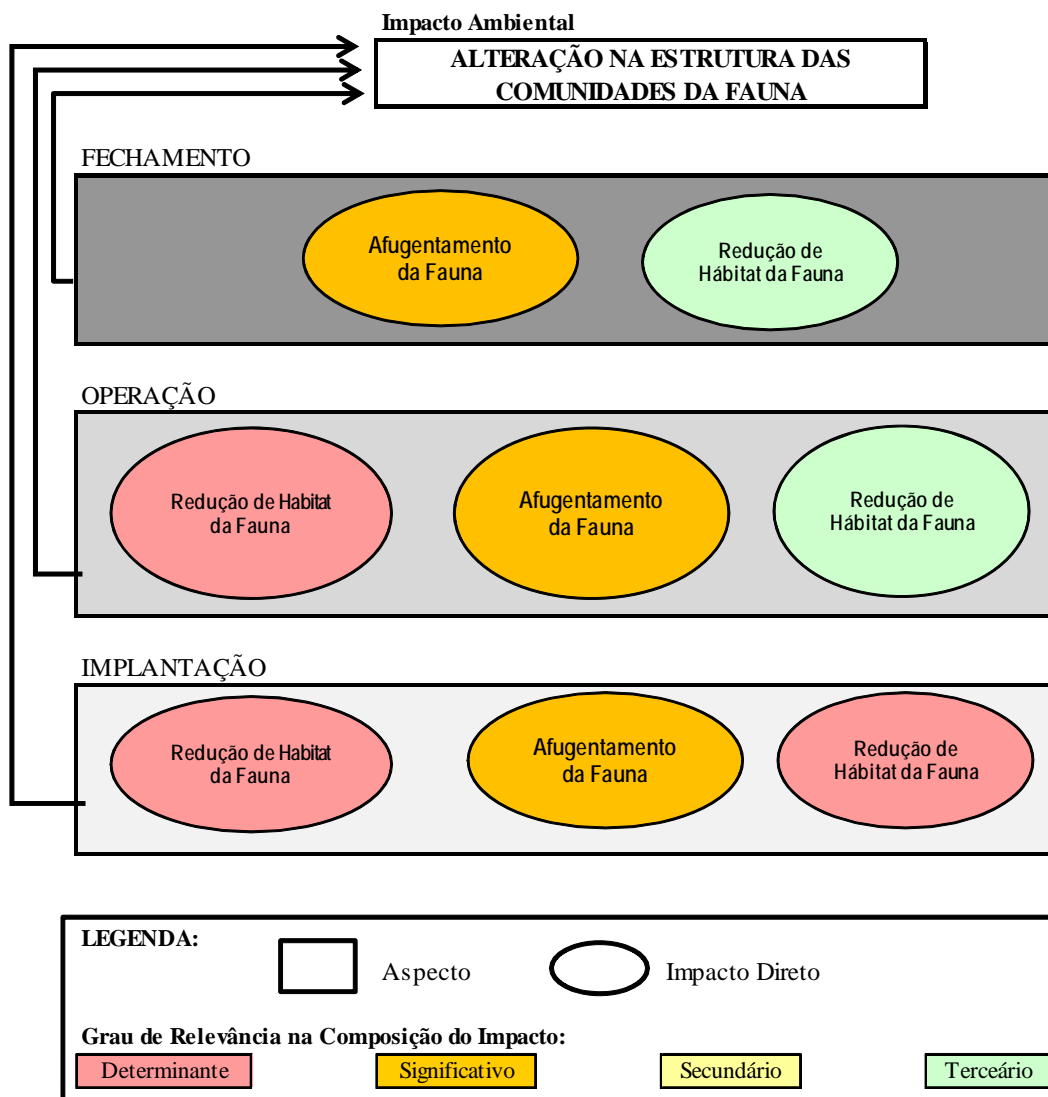 Impacto Ambiental
ALTERAÇÃO NA ESTRUTURA DAS
COMUNIDADES DA FAUNA
FECHAMENTO
Afugentamento
da Fauna
Redução de
Hábitat da Fauna
OPERAÇÃO
Redução de Habitat
da Fauna
Afugentamento
da Fauna
Redução de
Hábitat da Fauna
IMPLANTAÇÃO
Redução de Habitat
da Fauna
Afugentamento
da Fauna
Redução de
Hábitat da Fauna
LEGENDA:
Aspecto
Impacto Direto
Grau de Relevância na Composição do Impacto:
Determinante
Significativo
Secundário
Terceário